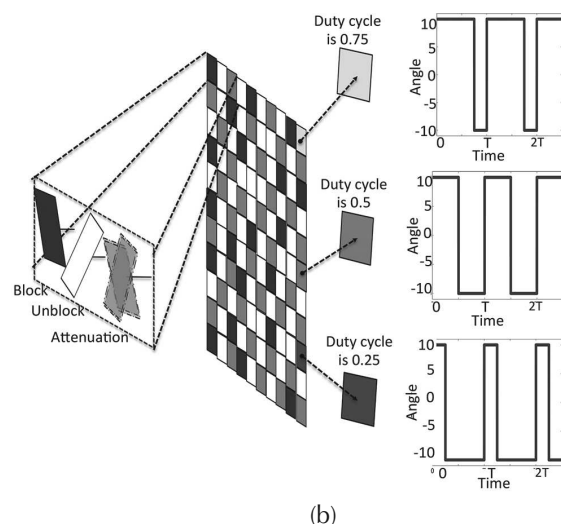 Duty cycle
is 0.75
Duty cycle
is 0.5
Duty cycle
is 0.25
Block
Unblock
Attenuation
Angle
10
5
0
-5
-10
0 T 2T
Time
Angle
10
5
0
-5
-10
0 T 2T
Time
Angle
10
5
0
-5
-10
0 0 T 2T
Time
(b)